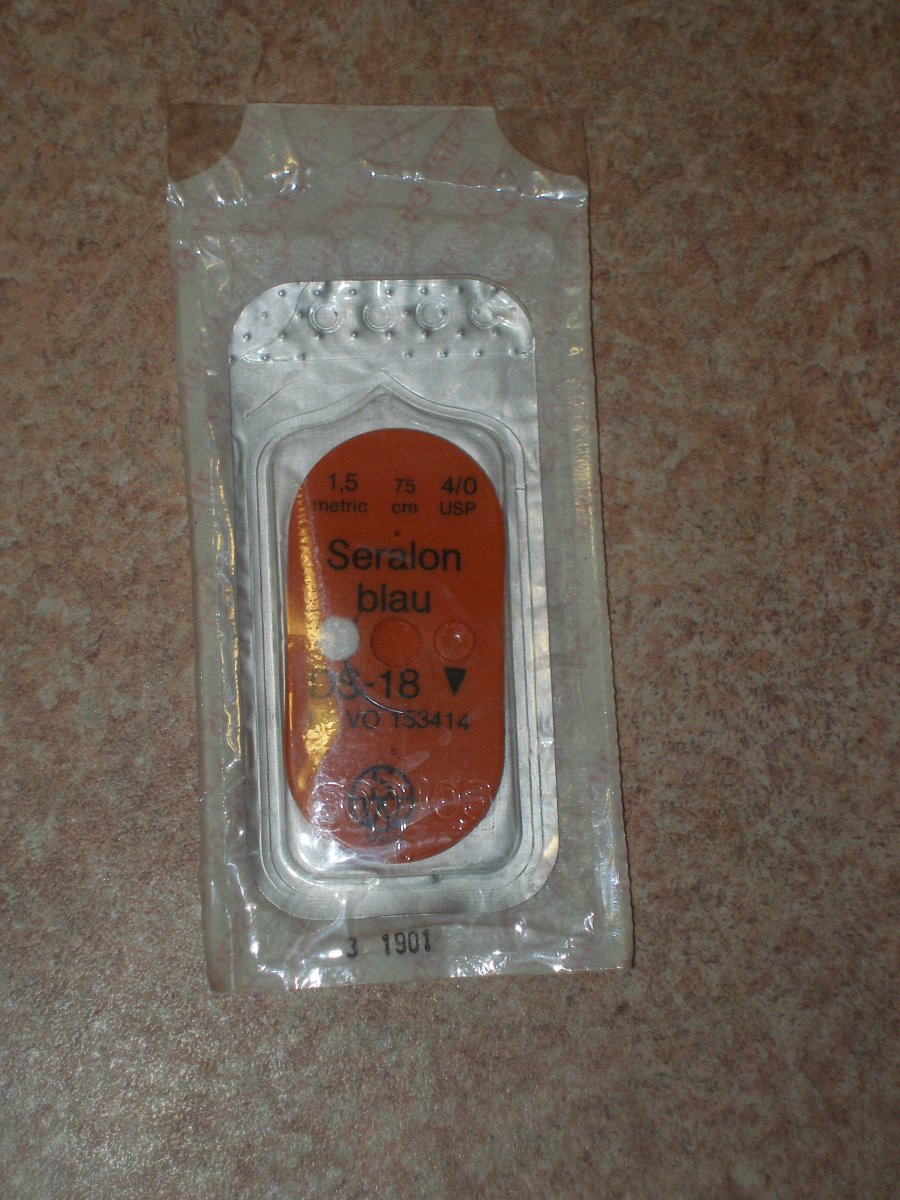 1,5 75 4/0
metric cm USP
Seralon
blau
DS-18
VO 153414
3 1901